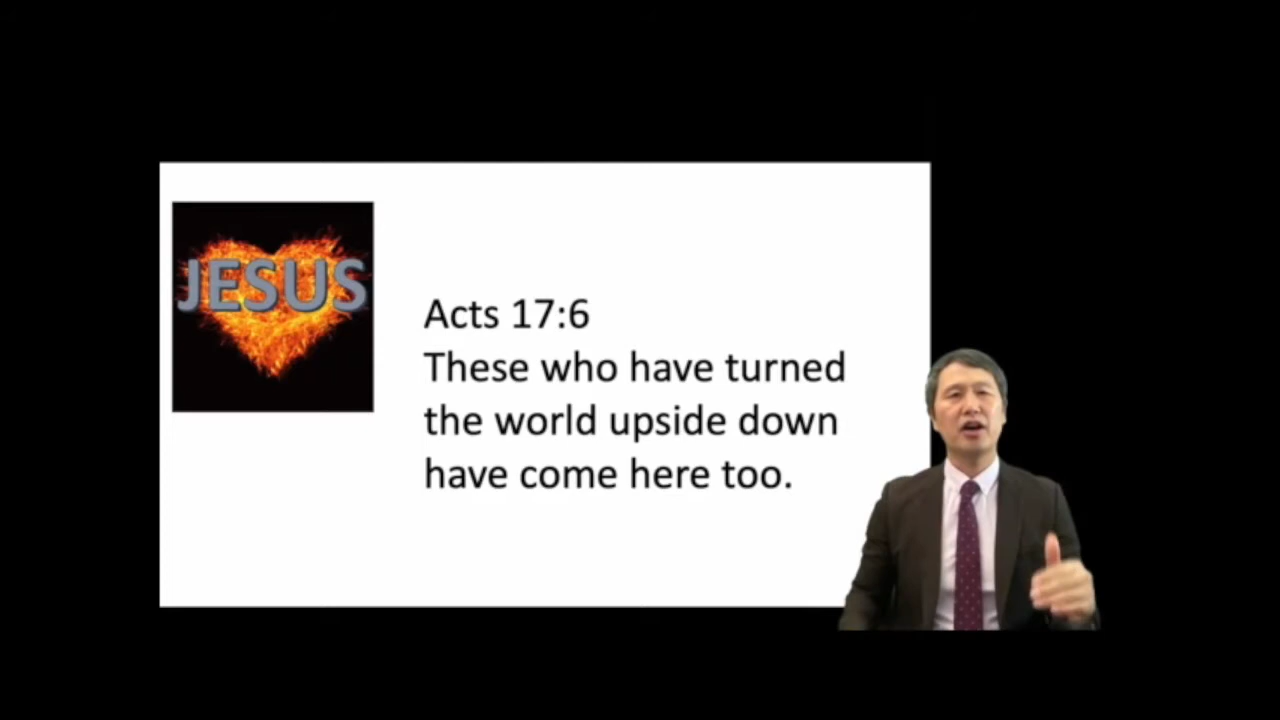 JESUS
Acts 17:6
These who have turned
the world upside down
have come here too.